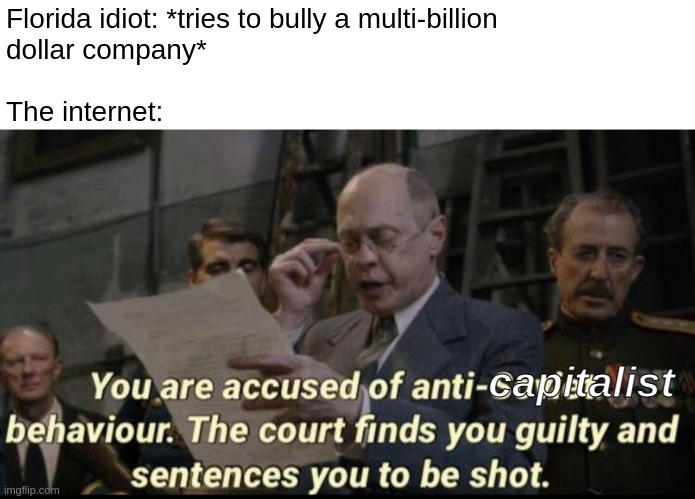 Florida idiot: *tries to bully a multi-billion
dollar company*
The internet:
You are accused of anti-capitalist
behaviour. The court finds you guilty and
sentences you to be shot.
imgflip.com